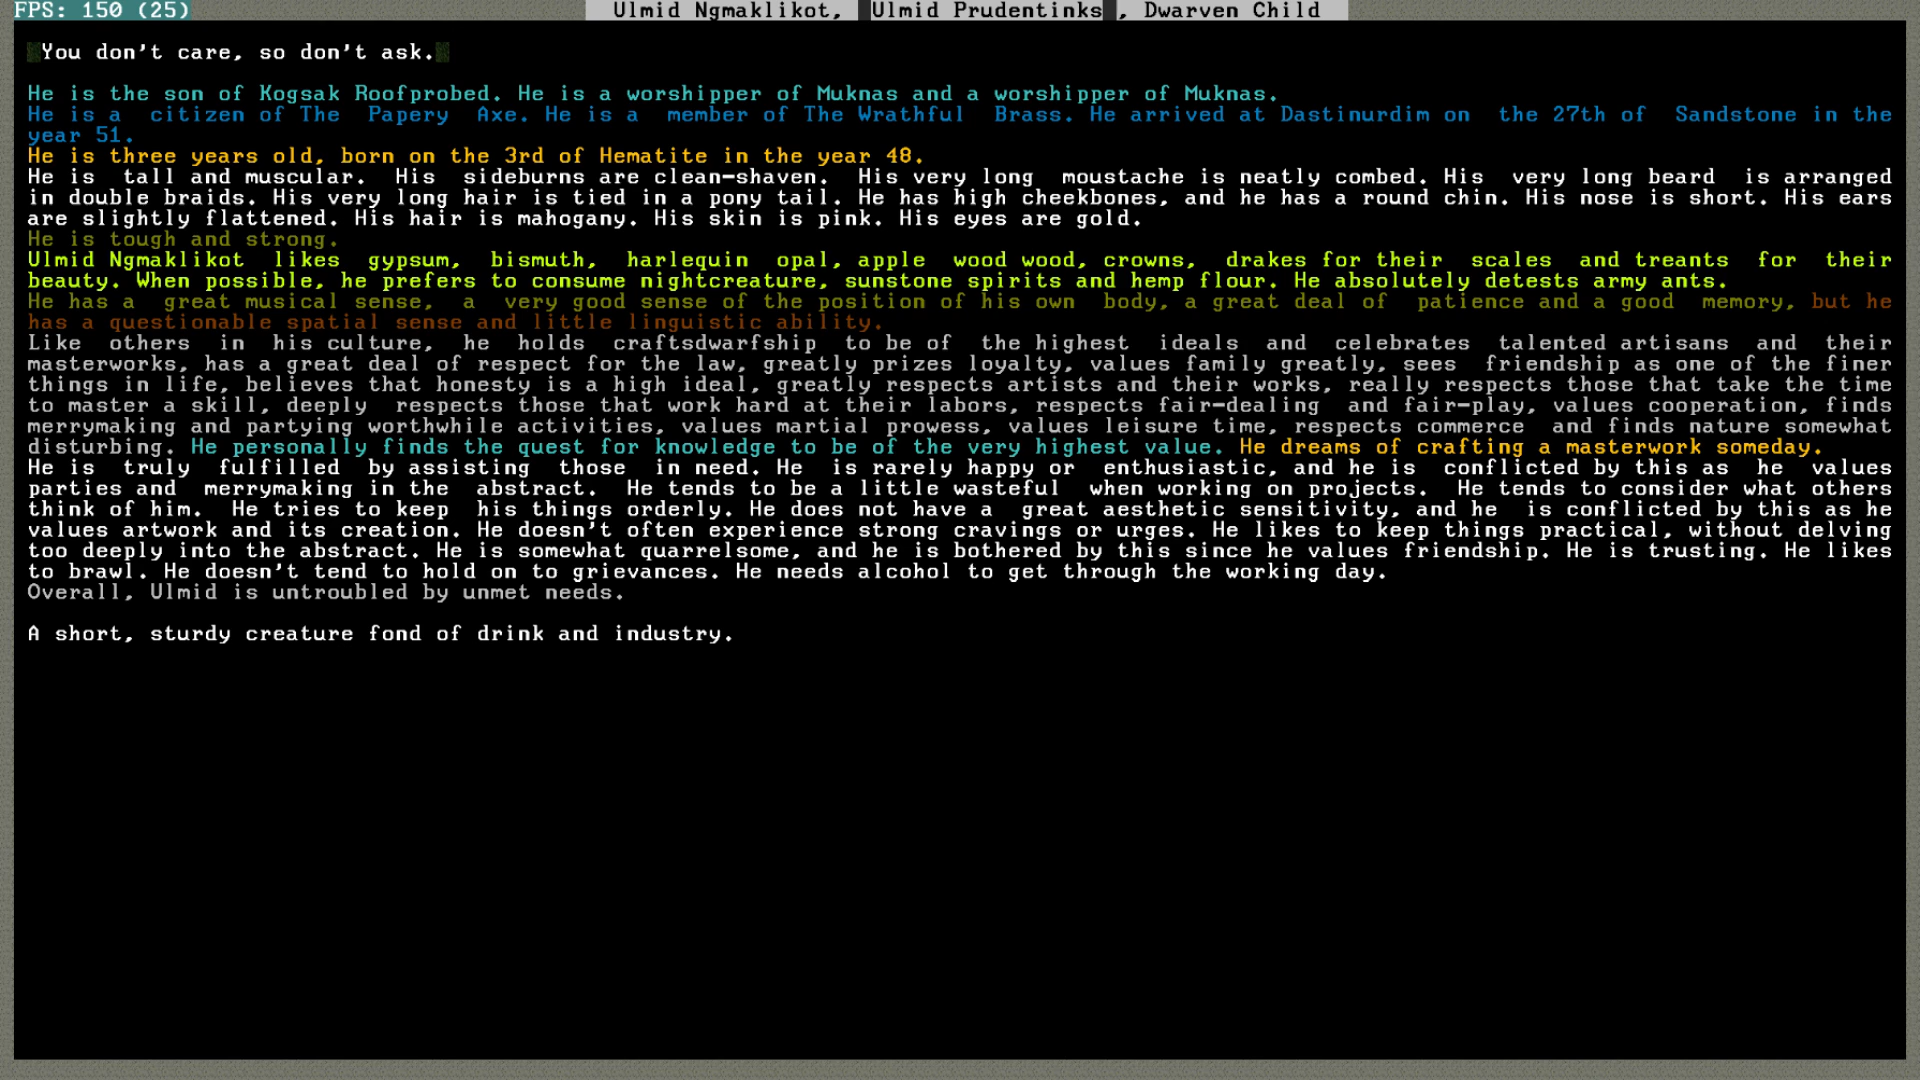 FPS: 150 (25)
Ulmid Ngmaklikot, Ulmid Prudentinks , Dwarven Child
You don't care, so don't ask.
He is the son of Kogsak Roofprobed. He is a worshipper of Muknas and a worshipper of Muknas.
He is a citizen of The Papery Axe. He is a member of The Wrathful Brass. He arrived at Dastinurdim on the 27th of Sandstone in the
year 51.
He is three years old, born on the 3rd of Hematite in the year 48.
He is tall and muscular. His sideburns are clean-shaven. His very long moustache is neatly combed. His very long beard is arranged
in double braids. His very long hair is tied in a pony tail. He has high cheekbones, and he has a round chin. His nose is short. His ears
are slightly flattened. His hair is mahogany. His skin is pink. His eyes are gold.
He is tough and strong.
Ulmid Ngmaklikot likes gypsum, bismuth, harlequin opal, apple wood wood, crowns, drakes for their scales and treants for their
beauty. When possible, he prefers to consume nightcreature, sunstone spirits and hemp flour. He absolutely detests army ants.
He has a great musical sense, a very good sense of the position of his own body, a great deal of patience and a good memory, but he
has a questionable spatial sense and little linguistic ability.
Like others in his culture, he holds craftsdwarfship to be of the highest ideals and celebrates talented artisans and their
masterworks, has a great deal of respect for the law, greatly prizes loyalty, values family greatly, sees friendship as one of the finer
things in life, believes that honesty is a high ideal, greatly respects artists and their works, really respects those that take the time
to master a skill, deeply respects those that work hard at their labors, respects fair-dealing and fair-play, values cooperation, finds
merrymaking and partying worthwhile activities, values martial prowess, values leisure time, respects commerce and finds nature somewhat
disturbing. He personally finds the quest for knowledge to be of the very highest value. He dreams of crafting a masterwork someday.
He is truly fulfilled by assisting those in need. He is rarely happy or enthusiastic, and he is conflicted by this as he values
parties and merrymaking in the abstract. He tends to be a little wasteful when working on projects. He tends to consider what others
think of him. He tries to keep his things orderly. He does not have a great aesthetic sensitivity, and he is conflicted by this as he
values artwork and its creation. He doesn't often experience strong cravings or urges. He likes to keep things practical, without delving
too deeply into the abstract. He is somewhat quarrelsome, and he is bothered by this since he values friendship. He is trusting. He likes
to brawl. He doesn't tend to hold on to grievances. He needs alcohol to get through the working day.
Overall, Ulmid is untroubled by unmet needs.
A short, sturdy creature fond of drink and industry.